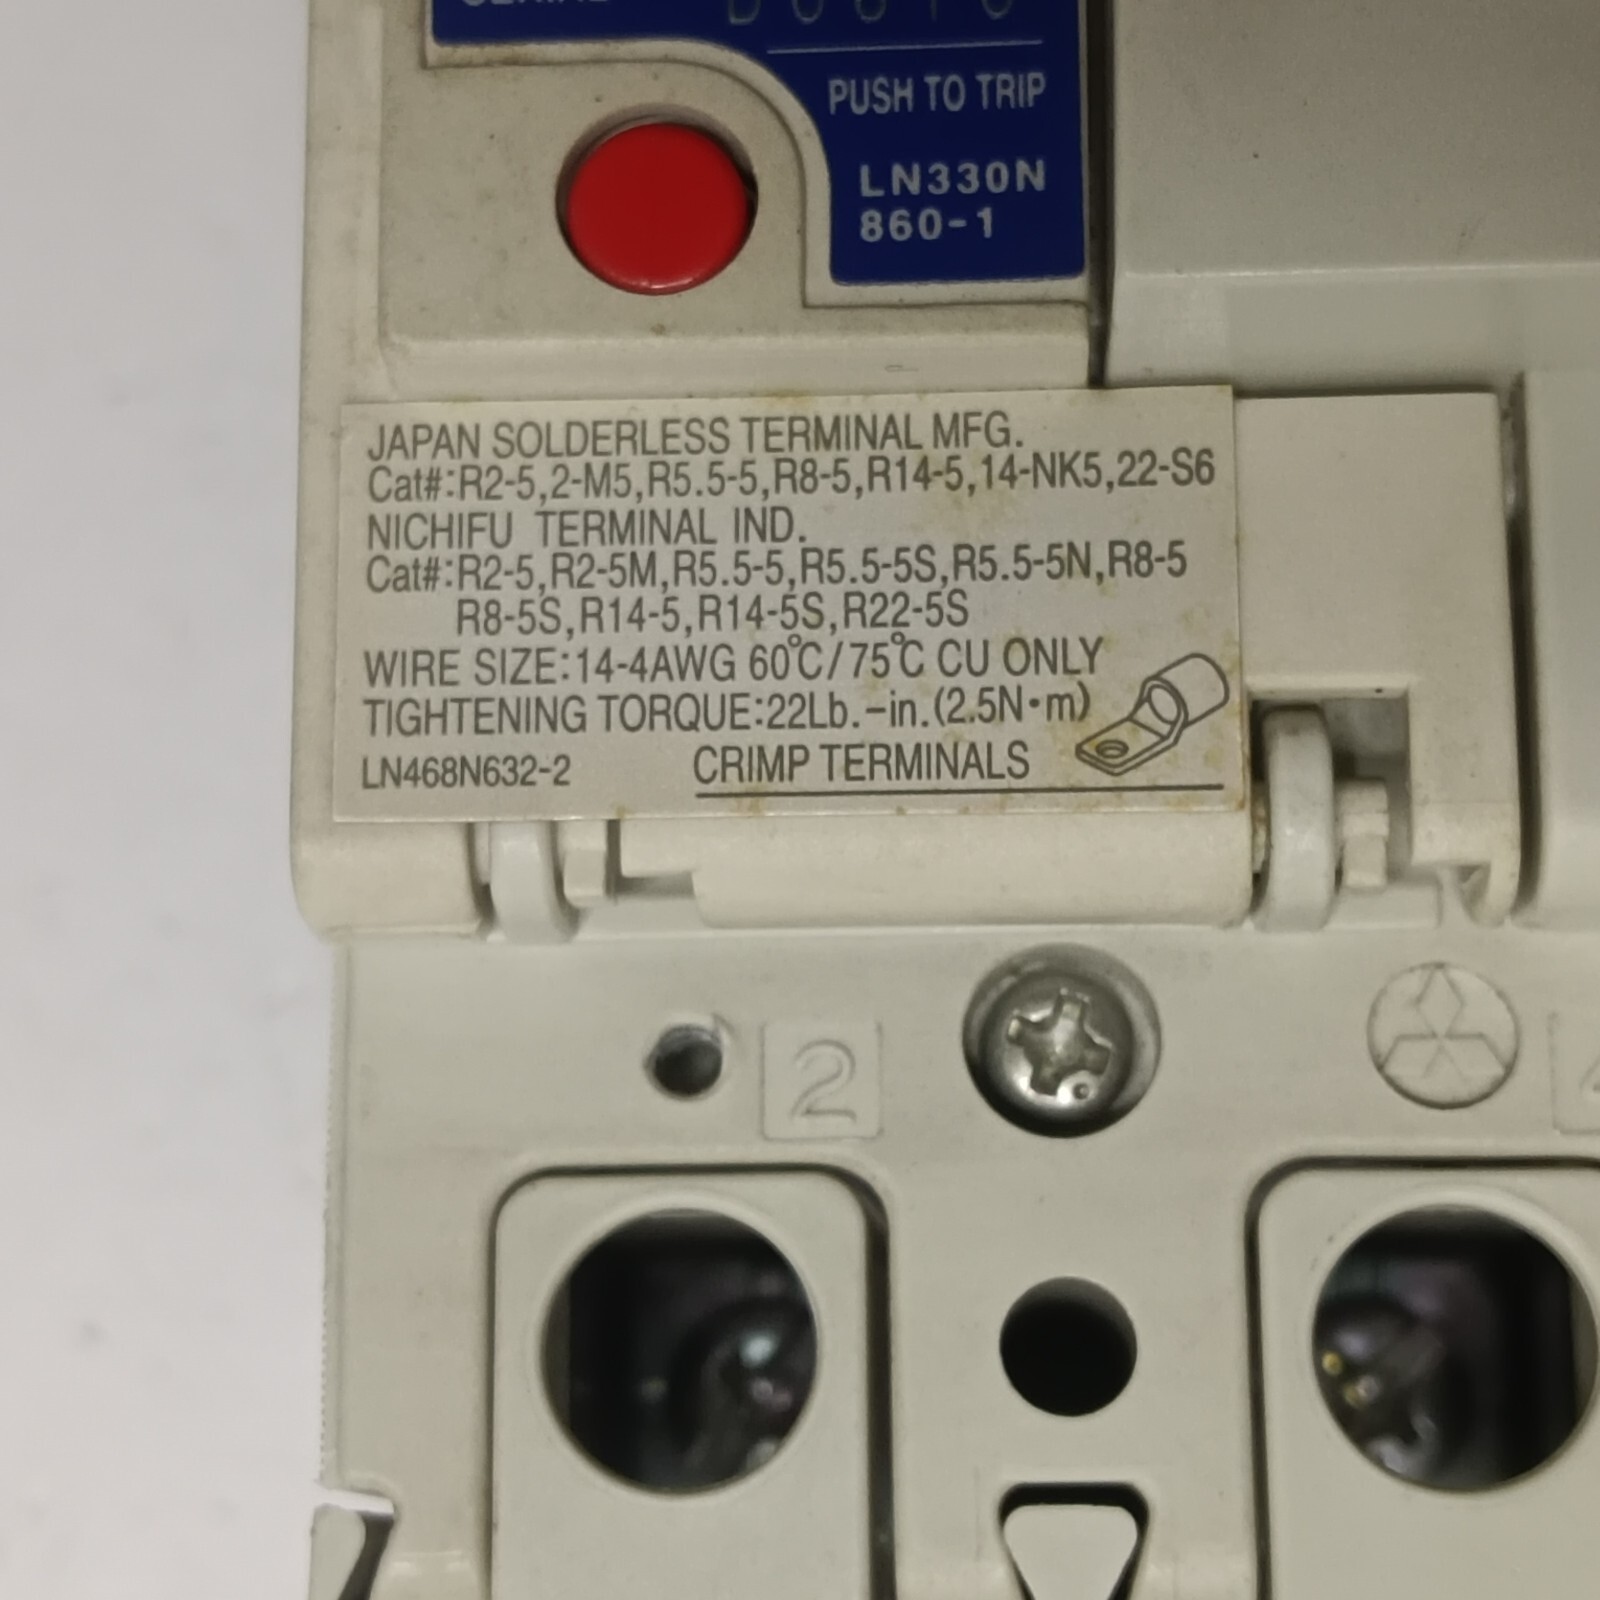 PUSH TO TRIP
LN330N
860-1
JAPAN SOLDERLESS TERMINAL MFG.
Cat#:R2-5,2-M5,R5.5-5,R8-5,R14-5,14-NK5,22-S6
NICHIFU TERMINAL IND.
Cat#:R2-5,R2-5M,R5.5-5,R5.5-5S,R5.5-5N,R8-5
R8-5S,R14-5,R14-5S,R22-5S
WIRE SIZE:14-4AWG 60℃/75℃ CU ONLY
TIGHTENING TORQUE:22Lb.-in.(2.5N•m)
LN468N632-2 CRIMP TERMINALS
2